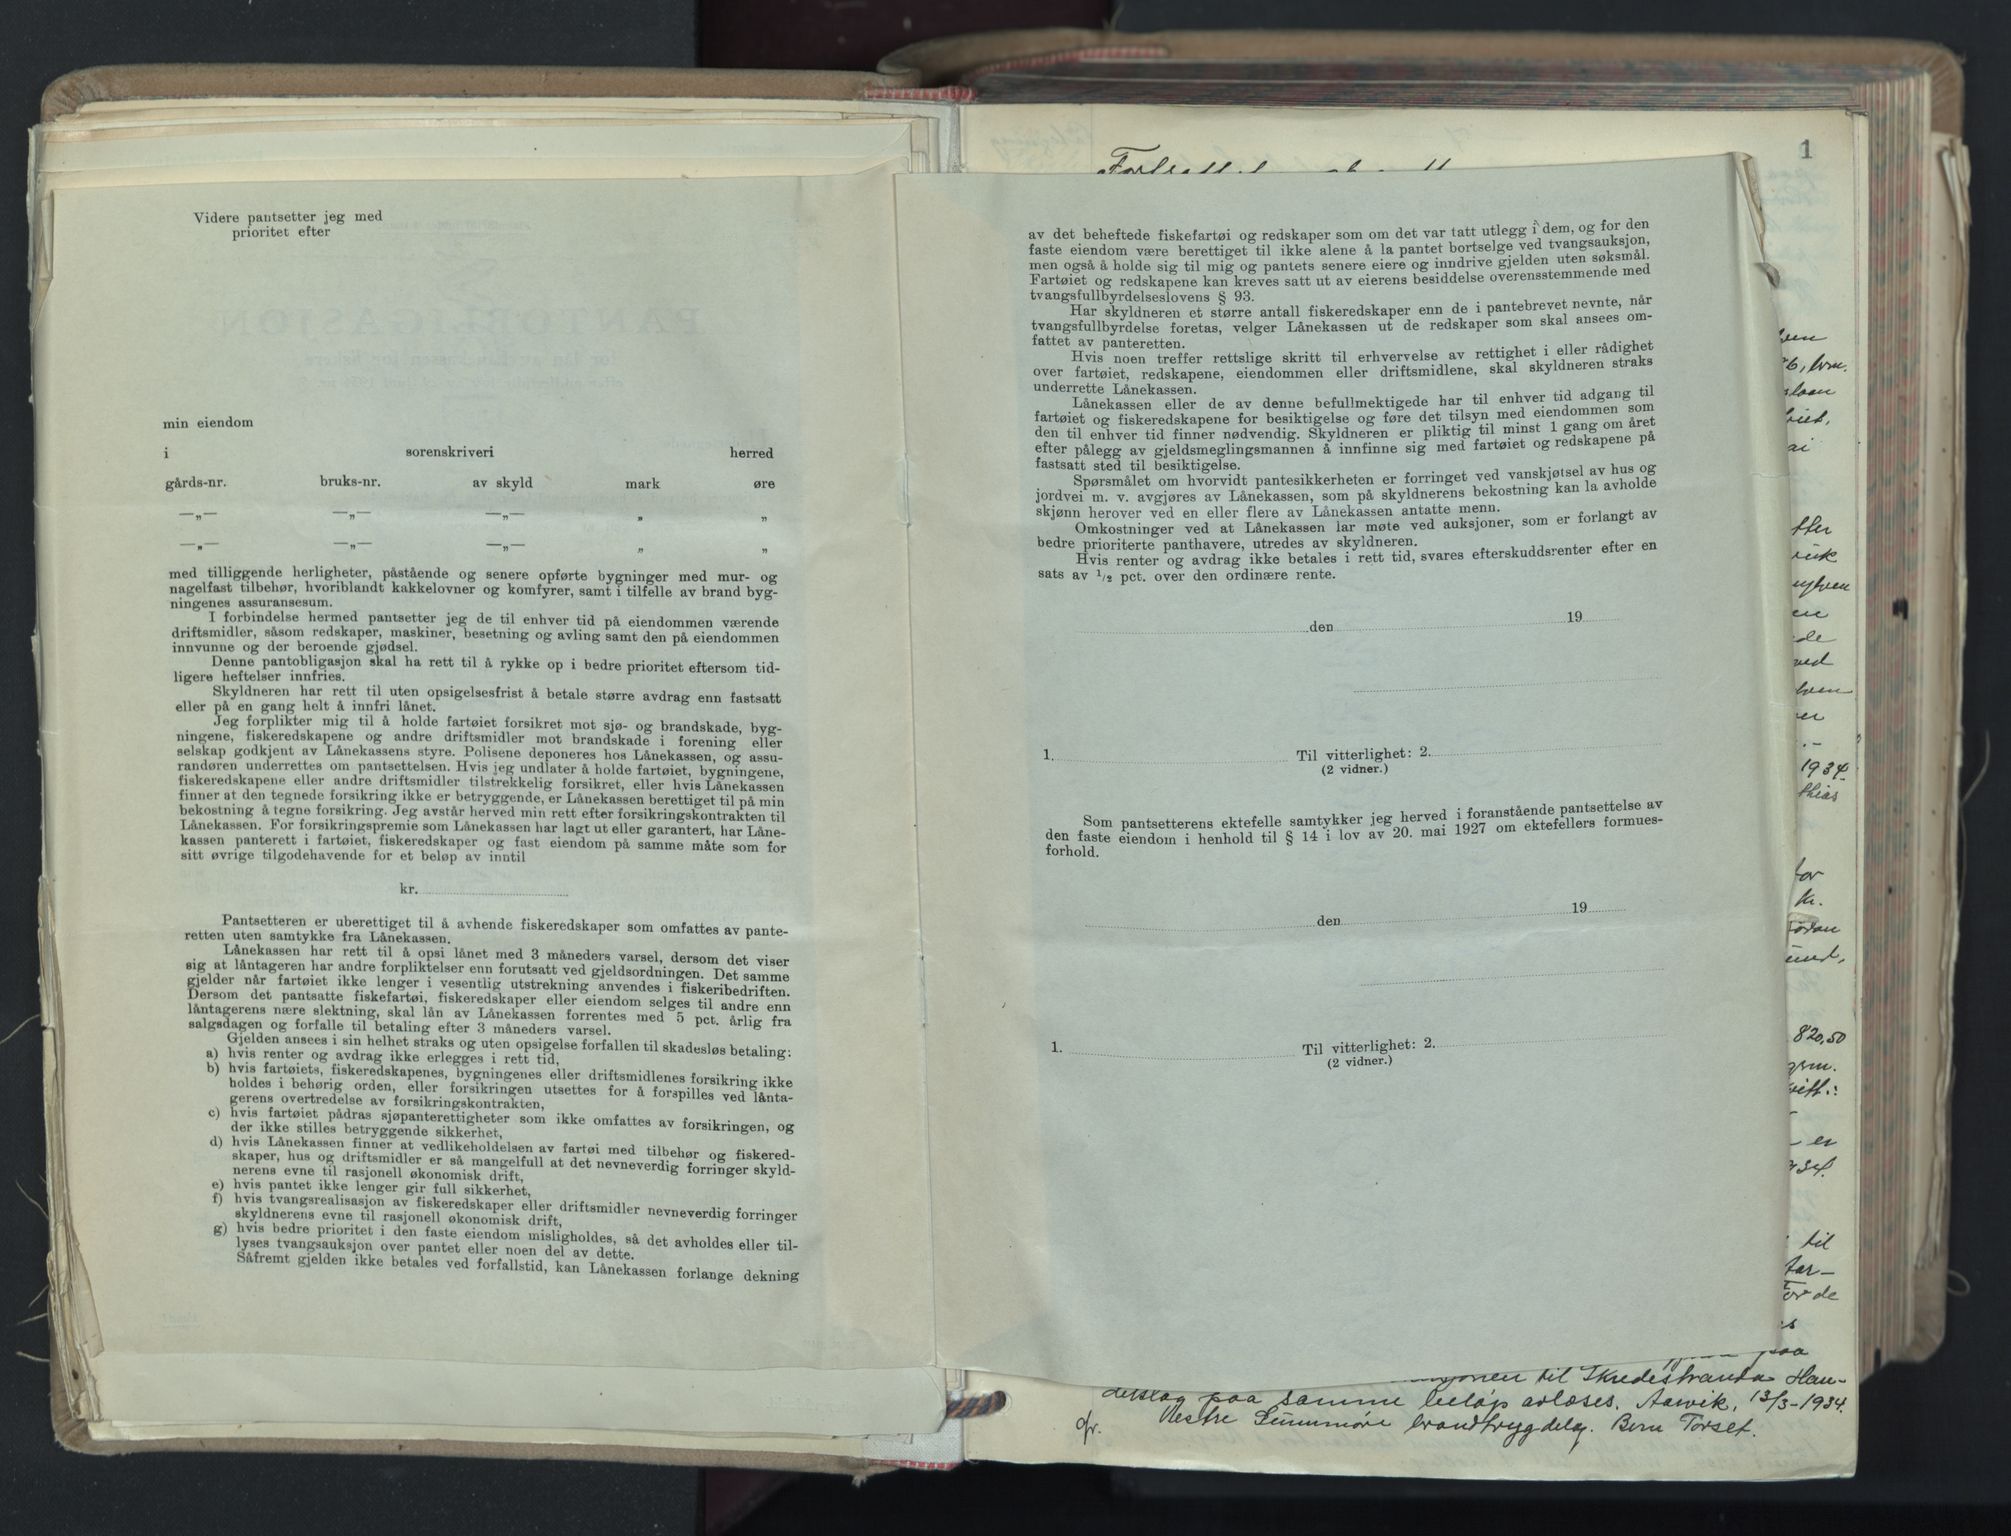 Videre pantsetter jeg med
prioritet efter
min eiendom
i sorenskriveri herred
gårds-nr. bruks-nr. av skyld mark øre
—„— —„— —„— „ „
—„— —„— —„— „ „
med tilliggende herligheter, påstående og senere opførte bygninger med mur- og
nagelfast tilbehør, hvoriblandt kakkelovner og komfyrer, samt i tilfelle av brand byg-
ningenes assuransesum.
I forbindelse hermed pantsetter jeg de til enhver tid på eiendommen værende
driftsmidler, såsom redskaper, maskiner, besetning og avling samt den på eiendommen
innvunne og der beroende gjødsel.
Denne pantobligasjon skal ha rett til å rykke op i bedre prioritet eftersom tid-
ligere heftelser innfries.
Skyldneren har rett til uten opsigelsesfrist å betale større avdrag enn fastsatt
eller på en gang helt å innfri lånet.
Jeg forplikter mig til å holde fartøiet forsikret mot sjø- og brandskade, byg-
ningene, fiskeredskapene og andre driftsmidler mot brandskade i forening eller
selskap godkjent av Lånekassens styre. Polisene deponeres hos Lånekassen, og assu-
randøren underrettes om pantsettelsen. Hvis jeg undlater å holde fartøiet, bygningene,
fiskeredskapene eller andre driftsmidler tilstrekkelig forsikret, eller hvis Lånekassen
finner at den tegnede forsikring ikke er betryggende, er Lånekassen berettiget til på min
bekostning å tegne forsikring. Jeg avstår herved min rett efter forsikringskontrakten til
Lånekassen. For forsikringspremie som Lånekassen har lagt ut eller garantert, har Låne-
kassen panterett i fartøiet, fiskeredskaper og fast eiendom på samme måte som for
sitt øvrige tilgodehavende for et beløp av inntil
kr.
Pantsetteren er uberettiget til å avhende fiskeredskaper som omfattes av pante-
retten uten samtykke fra Lånekassen.
Lånekassen har rett til å opsi lånet med 3 måneders varsel, dersom det viser
sig at låntageren har andre forpliktelser enn forutsatt ved gjeldsordningen. Det samme
gjelder når fartøiet ikke lenger i vesentlig utstrekning anvendes i fiskeribedriften.
Dersom det pantsatte fiskefartøi, fiskeredskaper eller eiendom selges til andre enn
låntagerens nære slektning, skal lån av Lånekassen forrentes med 5 pct. årlig fra
salgsdagen og forfalle til betaling efter 3 måneders varsel.
Gjelden ansees i sin helhet straks og uten opsigelse forfallen til skadesløs betaling:
a) hvis renter og avdrag ikke erlegges i rett tid,
b) hvis fartøiets, fiskeredskapenes, bygningenes eller driftsmidlenes forsikring ikke
holdes i behørig orden, eller forsikringen utsettes for å forspilles ved lånta-
gerens overtredelse av forsikringskontrakten,
c) hvis fartøiet pådras sjøpanterettigheter som ikke omfattes av forsikringen, og
der ikke stilles betryggende sikkerhet,
d) hvis Lånekassen finner at vedlikeholdelsen av fartøi med tilbehør og fiskered-
skaper, hus og driftsmidler er så mangelfull at det nevneverdig forringer skyld-
nerens evne til rasjonell økonomisk drift,
e) hvis pantet ikke lenger gir full sikkerhet,
f) hvis tvangsrealisasjon av fiskeredskaper eller driftsmidler nevneverdig forringer
skyldnerens evne til rasjonell økonomisk drift,
g) hvis bedre prioritet i den faste eiendom misligholdes, så det avholdes eller til-
lyses tvangsauksjon over pantet eller noen del av dette.
Såfremt gjelden ikke betales ved forfallstid, kan Lånekassen forlange dekning
1
av det beheftede fiskefartøi og redskaper som om det var tatt utlegg i dem, og for den
faste eiendom være berettiget til ikke alene å la pantet bortselge ved tvangsauksjon,
men også å holde sig til mig og pantets senere eiere og inndrive gjelden uten søksmål.
Fartøiet og redskapene kan kreves satt ut av eierens besiddelse overensstemmende med
tvangsfullbyrdelseslovens § 93.
Har skyldneren et større antall fiskeredskaper enn de i pantebrevet nevnte, når
tvangsfullbyrdelse foretas, velger Lånekassen ut de redskaper som skal ansees om-
fattet av panteretten.
Hvis noen treffer rettslige skritt til erhvervelse av rettighet i eller rådighet
over fartøiet, redskapene, eiendommen eller driftsmidlene, skal skyldneren straks
underrette Lånekassen.
Lånekassen eller de av denne befullmektigede har til enhver tid adgang til
fartøiet og fiskeredskapene for besiktigelse og føre det tilsyn med eiendommen som
den til enhver tid finner nødvendig. Skyldneren er pliktig til minst 1 gang om året
efter pålegg av gjeldsmeglingsmannen å innfinne sig med fartøiet og redskapene på
fastsatt sted til besiktigelse.
Spørsmålet om hvorvidt pantesikkerheten er forringet ved vanskjøtsel av hus og
jordvei m. v. avgjøres av Lånekassen, som på skyldnerens bekostning kan la avholde
skjønn herover ved en eller flere av Lånekassen antatte menn.
Omkostninger ved at Lånekassen lar møte ved auksjoner, som er forlangt av
bedre prioriterte panthavere, utredes av skyldneren.
Hvis renter og avdrag ikke betales i rett tid, svares efterskuddsrenter efter en
sats av 1/2 pct. over den ordinære rente.
den 19
1. Til vitterlighet: 2.
(2 vidner.)
Som pantsetterens ektefelle samtykker jeg herved i foranstående pantsettelse av
den faste eiendom i henhold til § 14 i lov av 20. mai 1927 om ektefellers formues-
forhold.
den 19
1. Til vitterlighet: 2.
(2 vidner.)
1934
820,50
er
til
de
paa
til Skredestranda Han-
delslag paa samme beløp avløses. Aarvik, 13/3-1934.
Vestre Sunnmøre brandtrygdelag. Bern Torset.